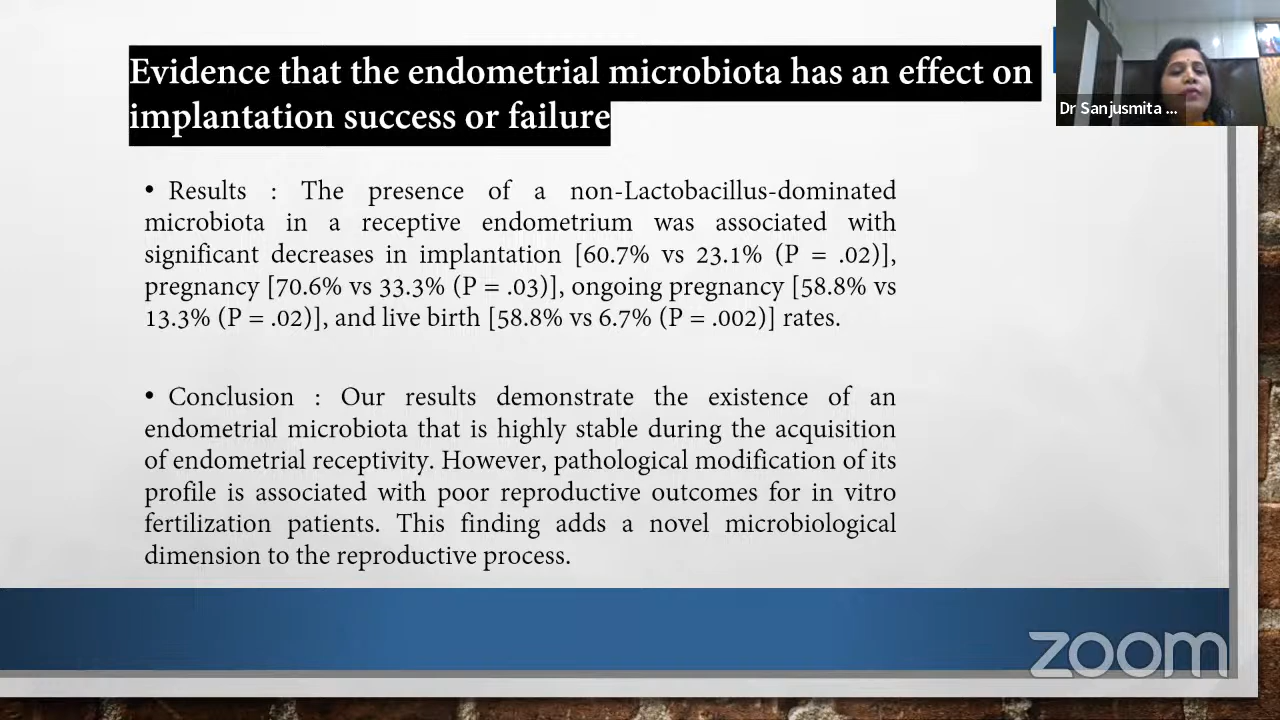 Evidence that the endometrial microbiota has an effect on
implantation success or failure
Dr Sanjusmita ...
• Results : The presence of a non-Lactobacillus-dominated
microbiota in a receptive endometrium was associated with
significant decreases in implantation [60.7% vs 23.1% (P = .02)],
pregnancy [70.6% vs 33.3% (P = .03)], ongoing pregnancy [58.8% vs
13.3% (P = .02)], and live birth [58.8% vs 6.7% (P = .002)] rates.
• Conclusion : Our results demonstrate the existence of an
endometrial microbiota that is highly stable during the acquisition
of endometrial receptivity. However, pathological modification of its
profile is associated with poor reproductive outcomes for in vitro
fertilization patients. This finding adds a novel microbiological
dimension to the reproductive process.
zoom